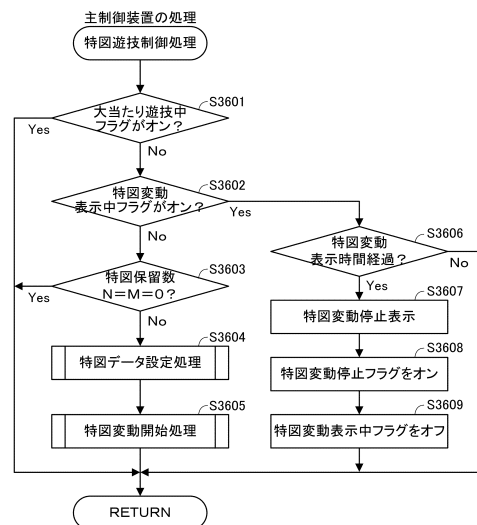 主制御装置の処理
特図遊技制御処理
S3601
大当たり遊技中
フラグがオン？
Yes
No
S3602
特図変動
表示中フラグがオン？
Yes
No
S3603
特図保留数
N＝M＝0？
Yes
No
S3604
特図データ設定処理
S3605
特図変動開始処理
S3606
特図変動
表示時間経過？
No
Yes
S3607
特図変動停止表示
S3608
特図変動停止フラグをオン
S3609
特図変動表示中フラグをオフ
RETURN